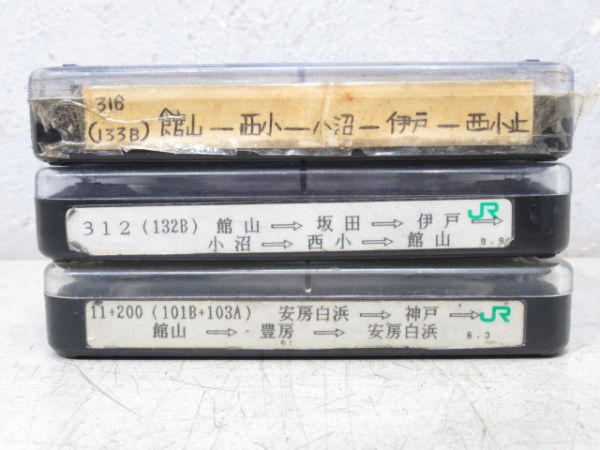 316
(133B) 館山ー西小ー小沼ー伊戸ー西小止
312(132B) 館山⇒坂田⇒伊戸⇒
小沼⇒西小⇒館山
JR
9.9
11+200(101B+103A) 安房白浜→神戸→
館山→豊房→安房白浜
JR
6.3